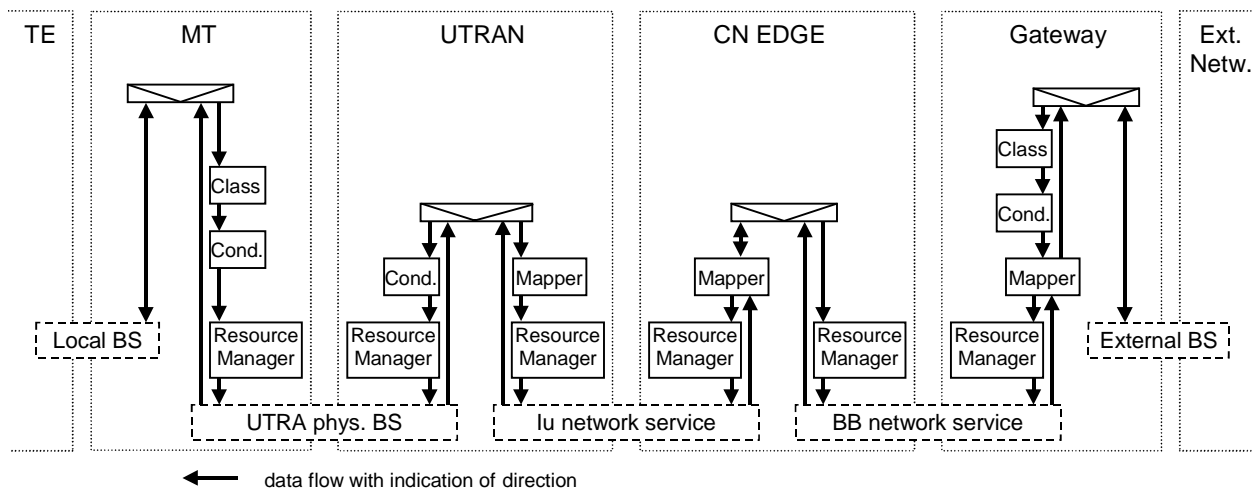 TE
MT
UTRAN
CN EDGE
Gateway
Ext.
Netw.
Class
Cond.
Class
Cond.
Cond.
Mapper
Mapper
Mapper
Local BS
Resource
Manager
Resource
Manager
Resource
Manager
Resource
Manager
Resource
Manager
Resource
Manager
External BS
UTRA phys. BS
Iu network service
BB network service
data flow with indication of direction